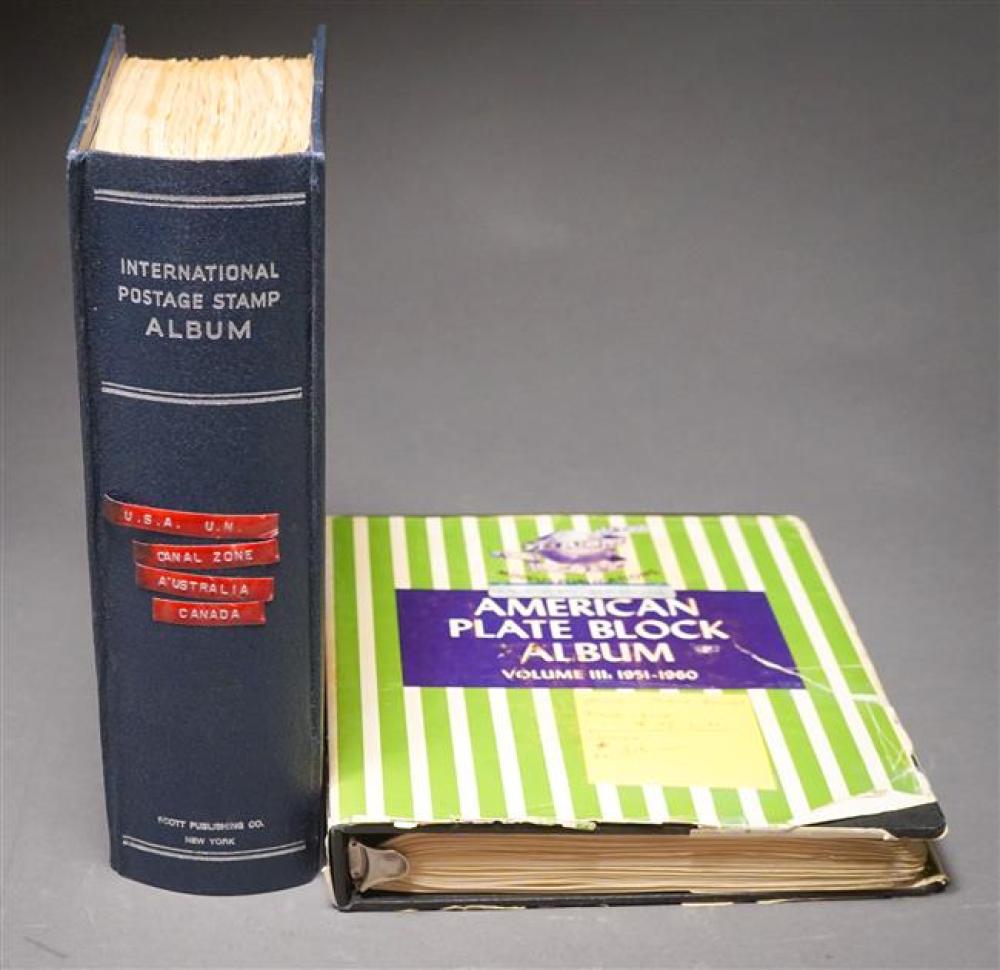 INTERNATIONAL
POSTAGE STAMP
ALBUM
U.S.A. U.N.
CANAL ZONE
AUSTRALIA
CANADA
SCOTT PUBLISHING CO.
NEW YORK
AMERICAN
PLATE BLOCK
ALBUM
VOLUME III: 1951-1960